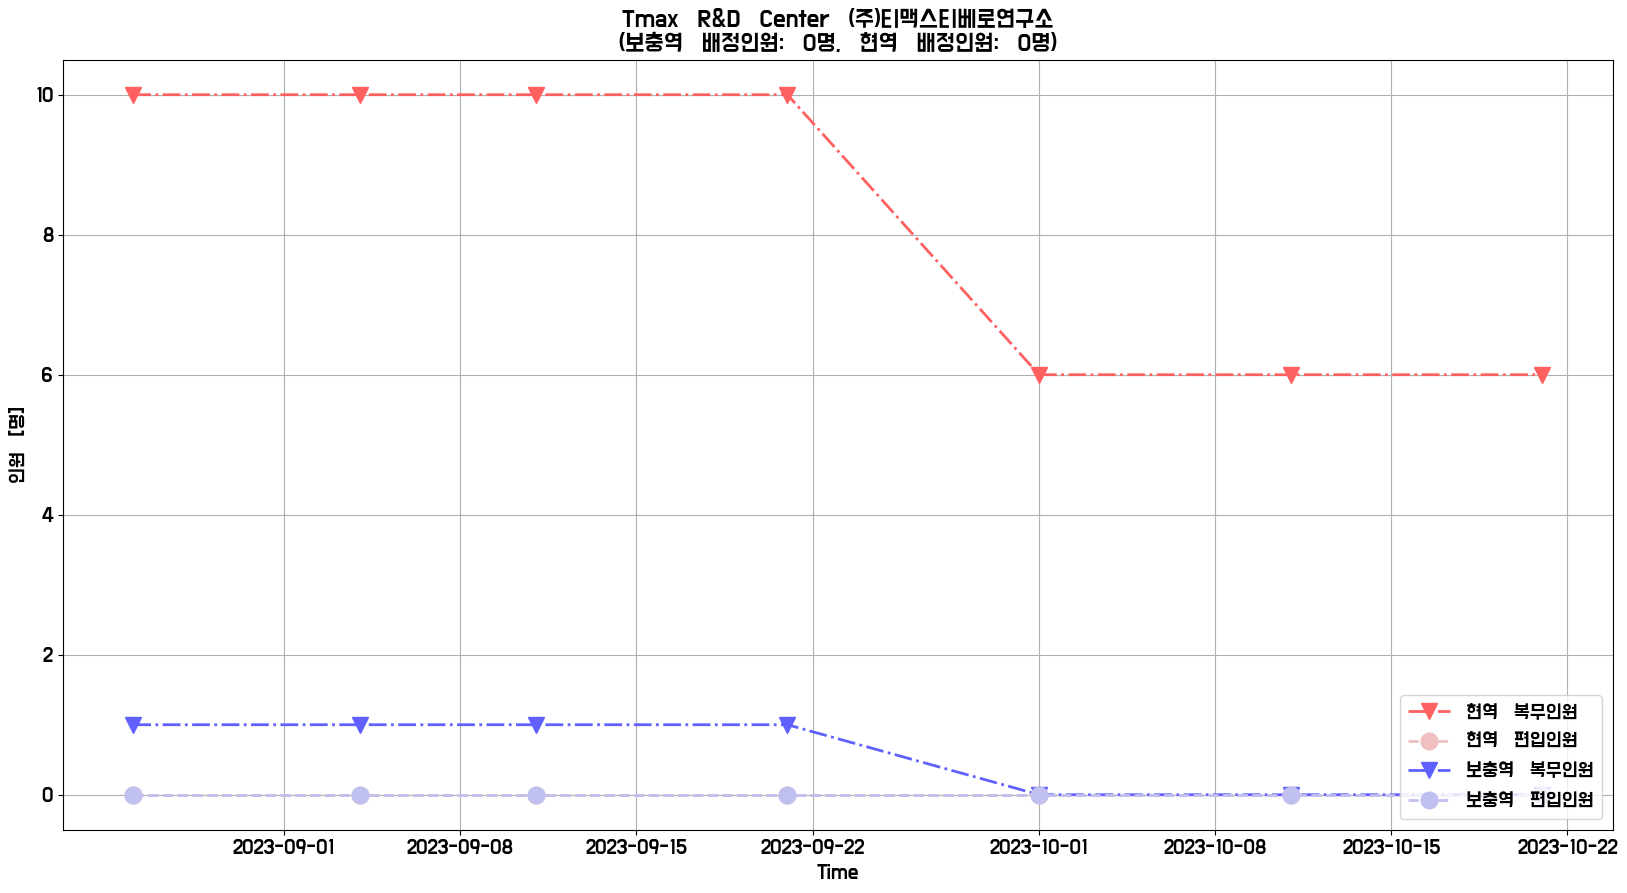 Tmax R&D Center (주)티맥스티베로연구소
(보충역 배정인원: 0명, 현역 배정인원: 0명)
10
8
6
4
2
0
인원 [명]
현역 복무인원
현역 편입인원
보충역 복무인원
보충역 편입인원
2023-09-01 2023-09-08 2023-09-15 2023-09-22 2023-10-01 2023-10-08 2023-10-15 2023-10-22
Time